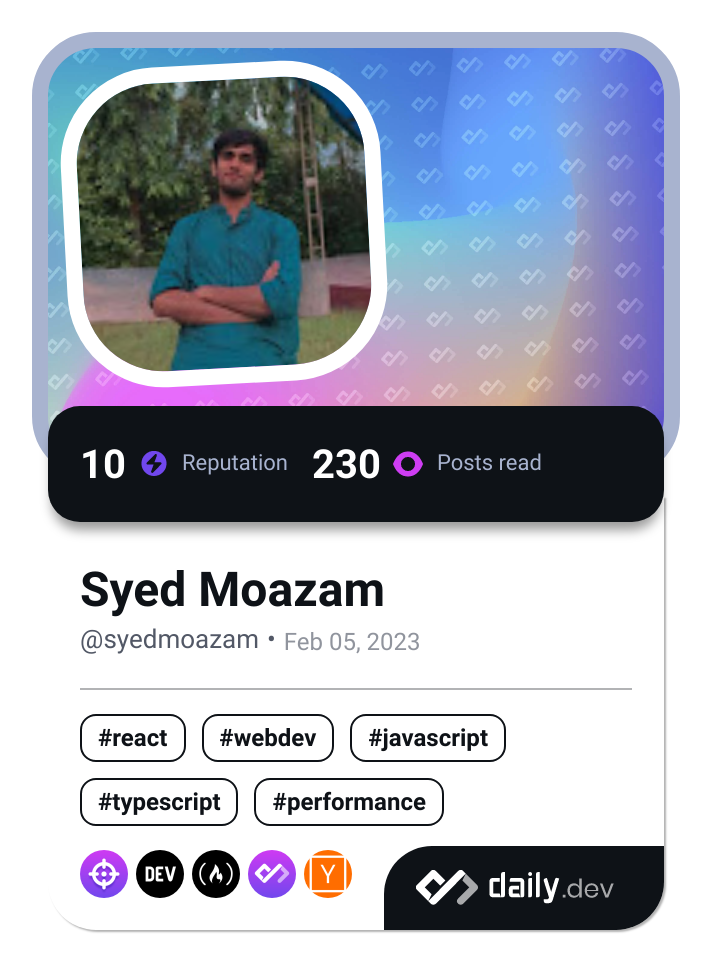 10 Reputation 230 Posts read
Syed Moazam
@syedmoazam • Feb 05, 2023
#react #webdev #javascript
#typescript #performance
DEV Y daily.dev